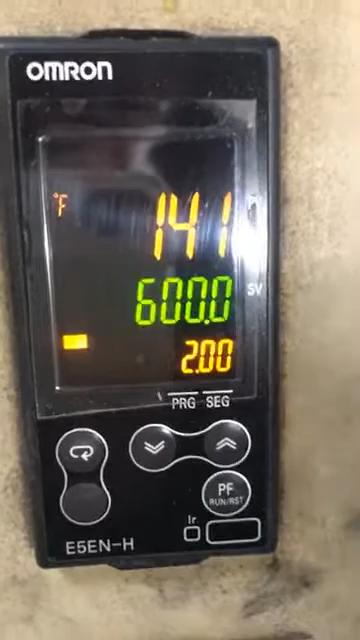 OMRON
°F
141
600.0
SV
2.00
PRG SEG
PF
RUN/RST
Ir
E5EN-H